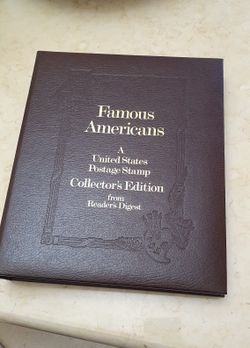 Famous
Americans
A
United States
Postage Stamp
Collector's Edition
from
Reader's Digest